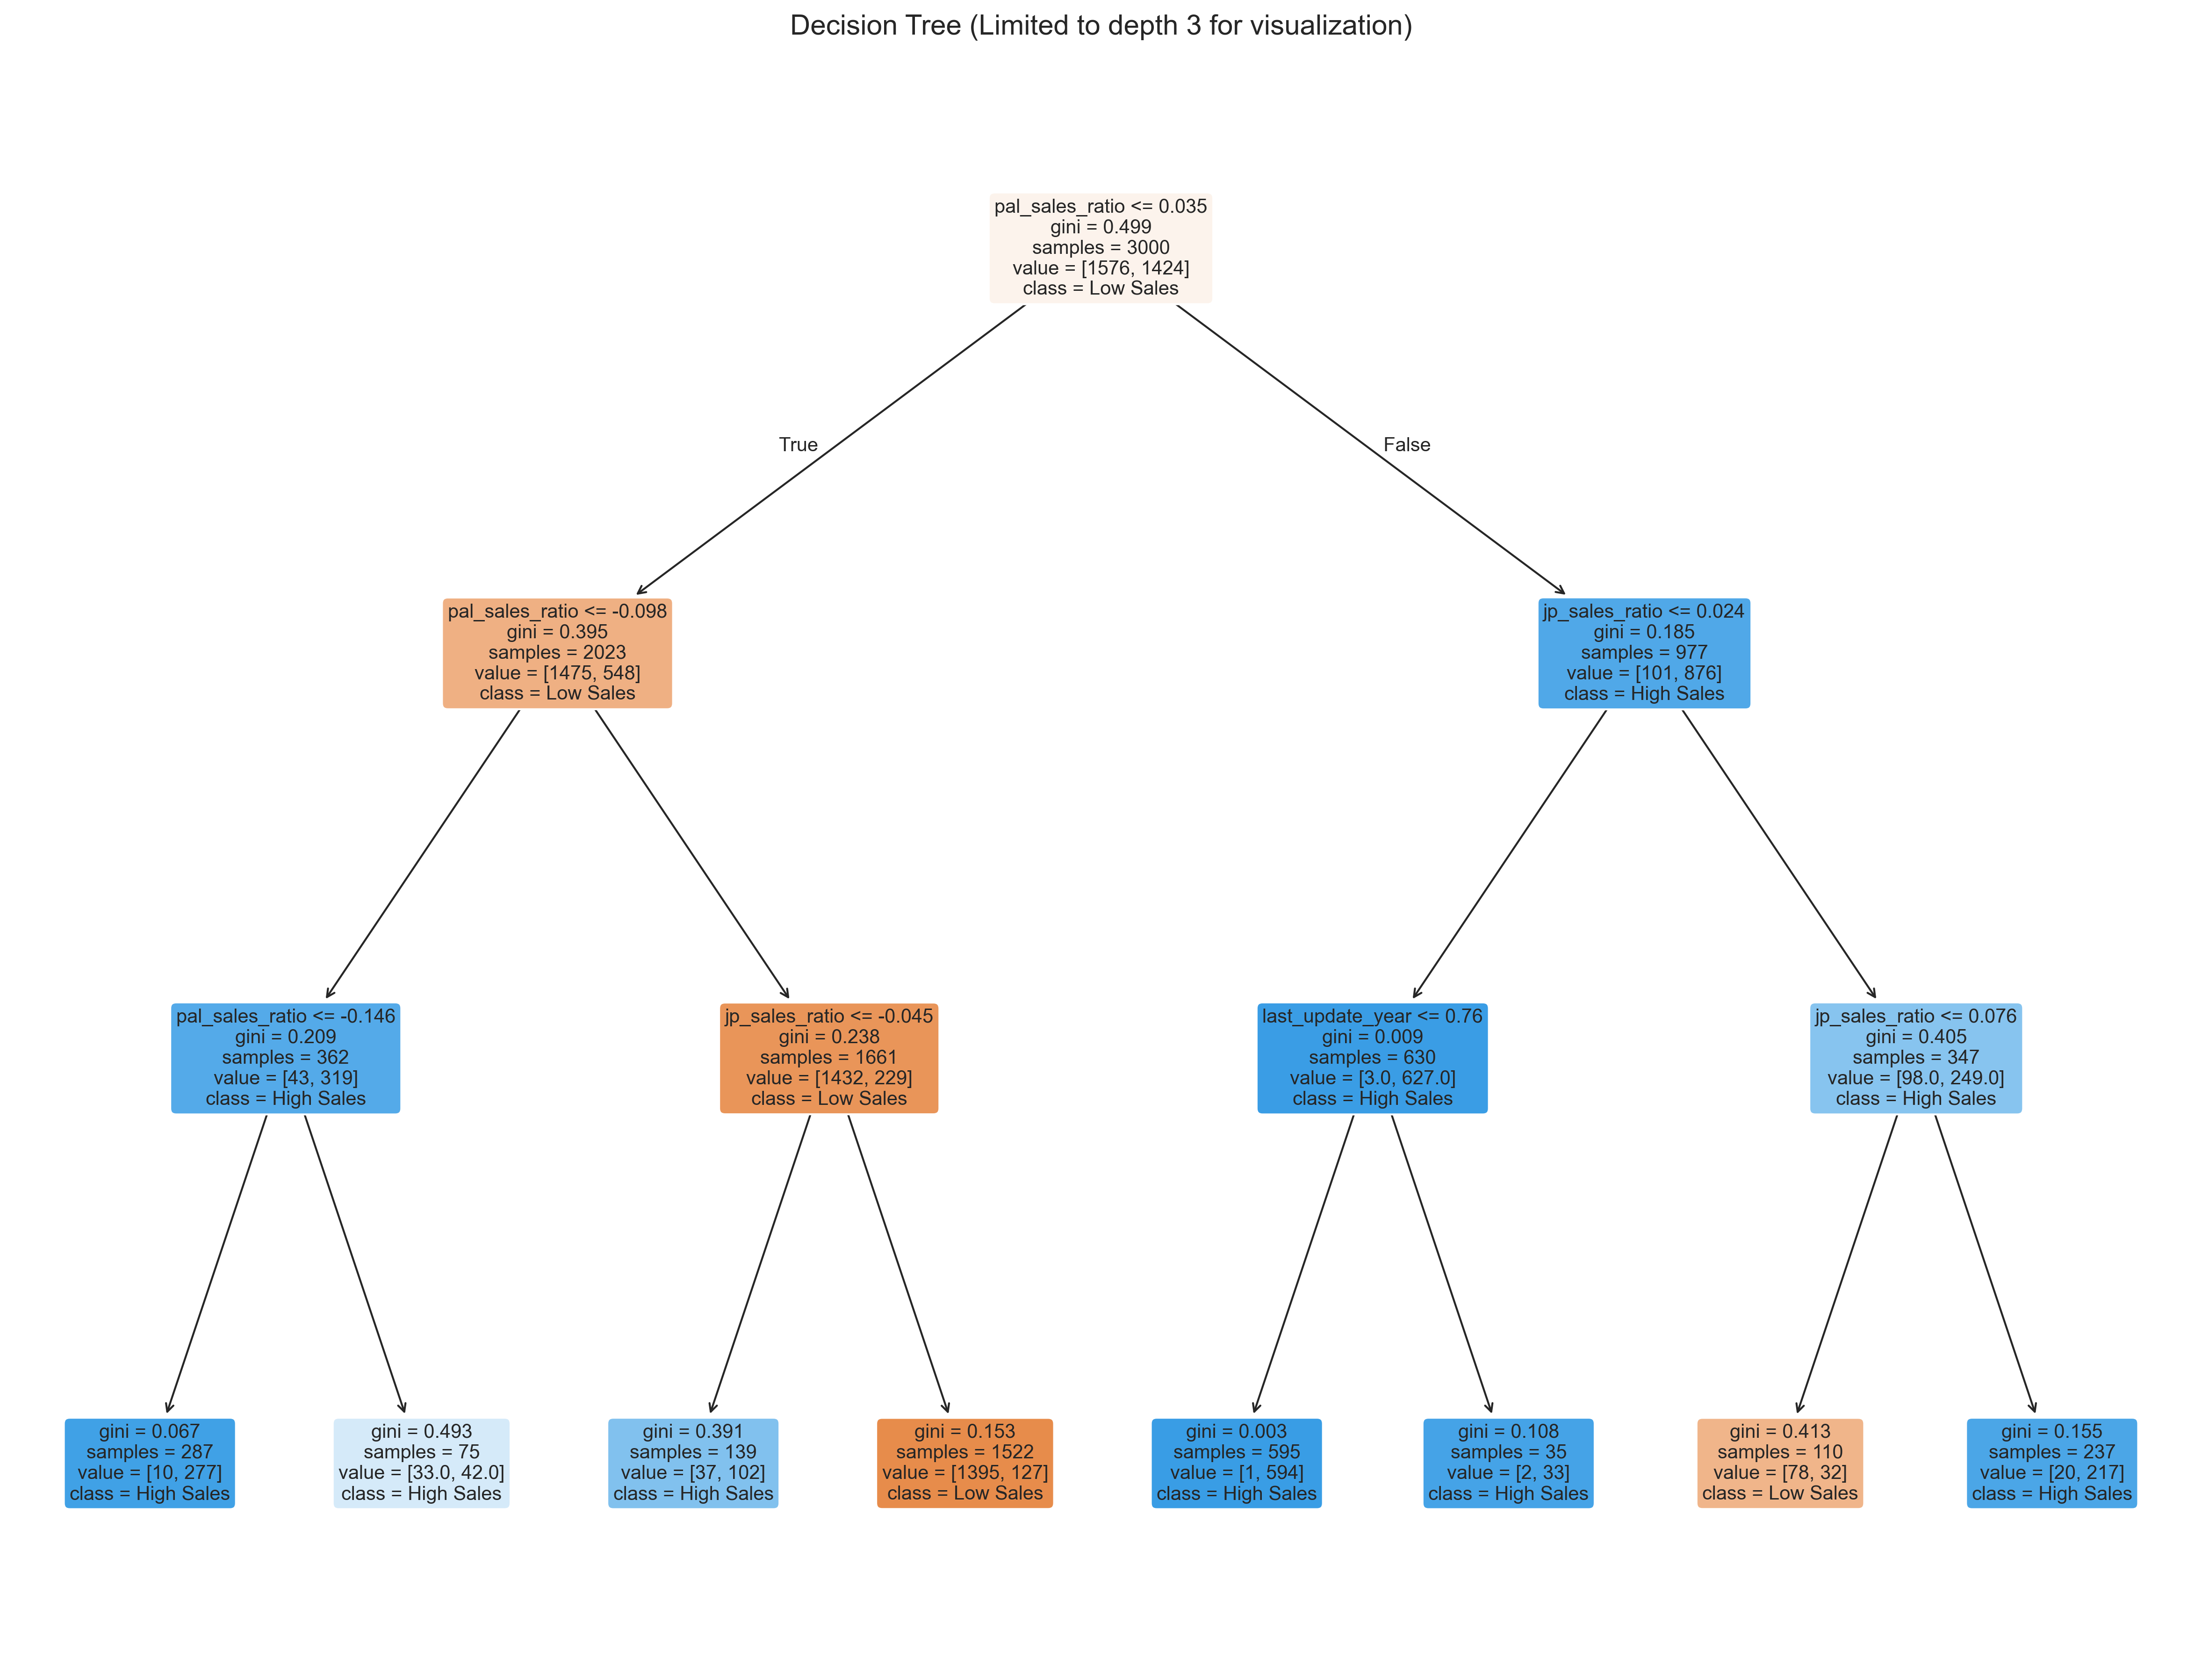 Decision Tree (Limited to depth 3 for visualization)
pal_sales_ratio <= 0.035
gini = 0.499
samples = 3000
value = [1576, 1424]
class = Low Sales
True
False
pal_sales_ratio <= -0.098
gini = 0.395
samples = 2023
value = [1475, 548]
class = Low Sales
jp_sales_ratio <= 0.024
gini = 0.185
samples = 977
value = [101, 876]
class = High Sales
pal_sales_ratio <= -0.146
gini = 0.209
samples = 362
value = [43, 319]
class = High Sales
jp_sales_ratio <= -0.045
gini = 0.238
samples = 1661
value = [1432, 229]
class = Low Sales
last_update_year <= 0.76
gini = 0.009
samples = 630
value = [3.0, 627.0]
class = High Sales
jp_sales_ratio <= 0.076
gini = 0.405
samples = 347
value = [98.0, 249.0]
class = High Sales
gini = 0.067
samples = 287
value = [10, 277]
class = High Sales
gini = 0.493
samples = 75
value = [33.0, 42.0]
class = High Sales
gini = 0.391
samples = 139
value = [37, 102]
class = High Sales
gini = 0.153
samples = 1522
value = [1395, 127]
class = Low Sales
gini = 0.003
samples = 595
value = [1, 594]
class = High Sales
gini = 0.108
samples = 35
value = [2, 33]
class = High Sales
gini = 0.413
samples = 110
value = [78, 32]
class = Low Sales
gini = 0.155
samples = 237
value = [20, 217]
class = High Sales